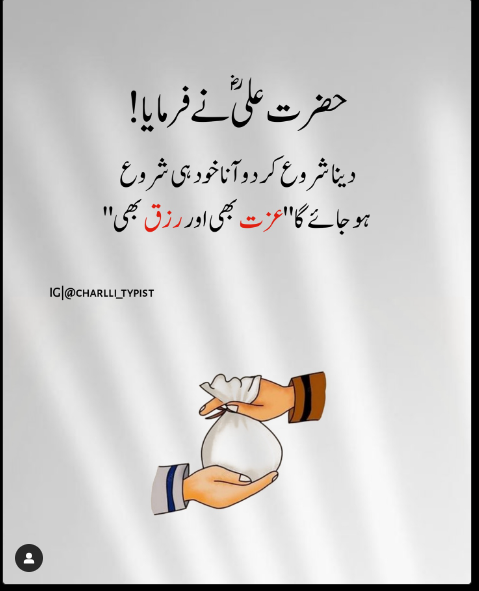 حضرت علیؓ نے فرمایا!
دینا شروع کر دو آنا خود ہی شروع
ہو جائے گا"عزت بھی اور رزق بھی"
IG|@CHARLLI_TYPIST